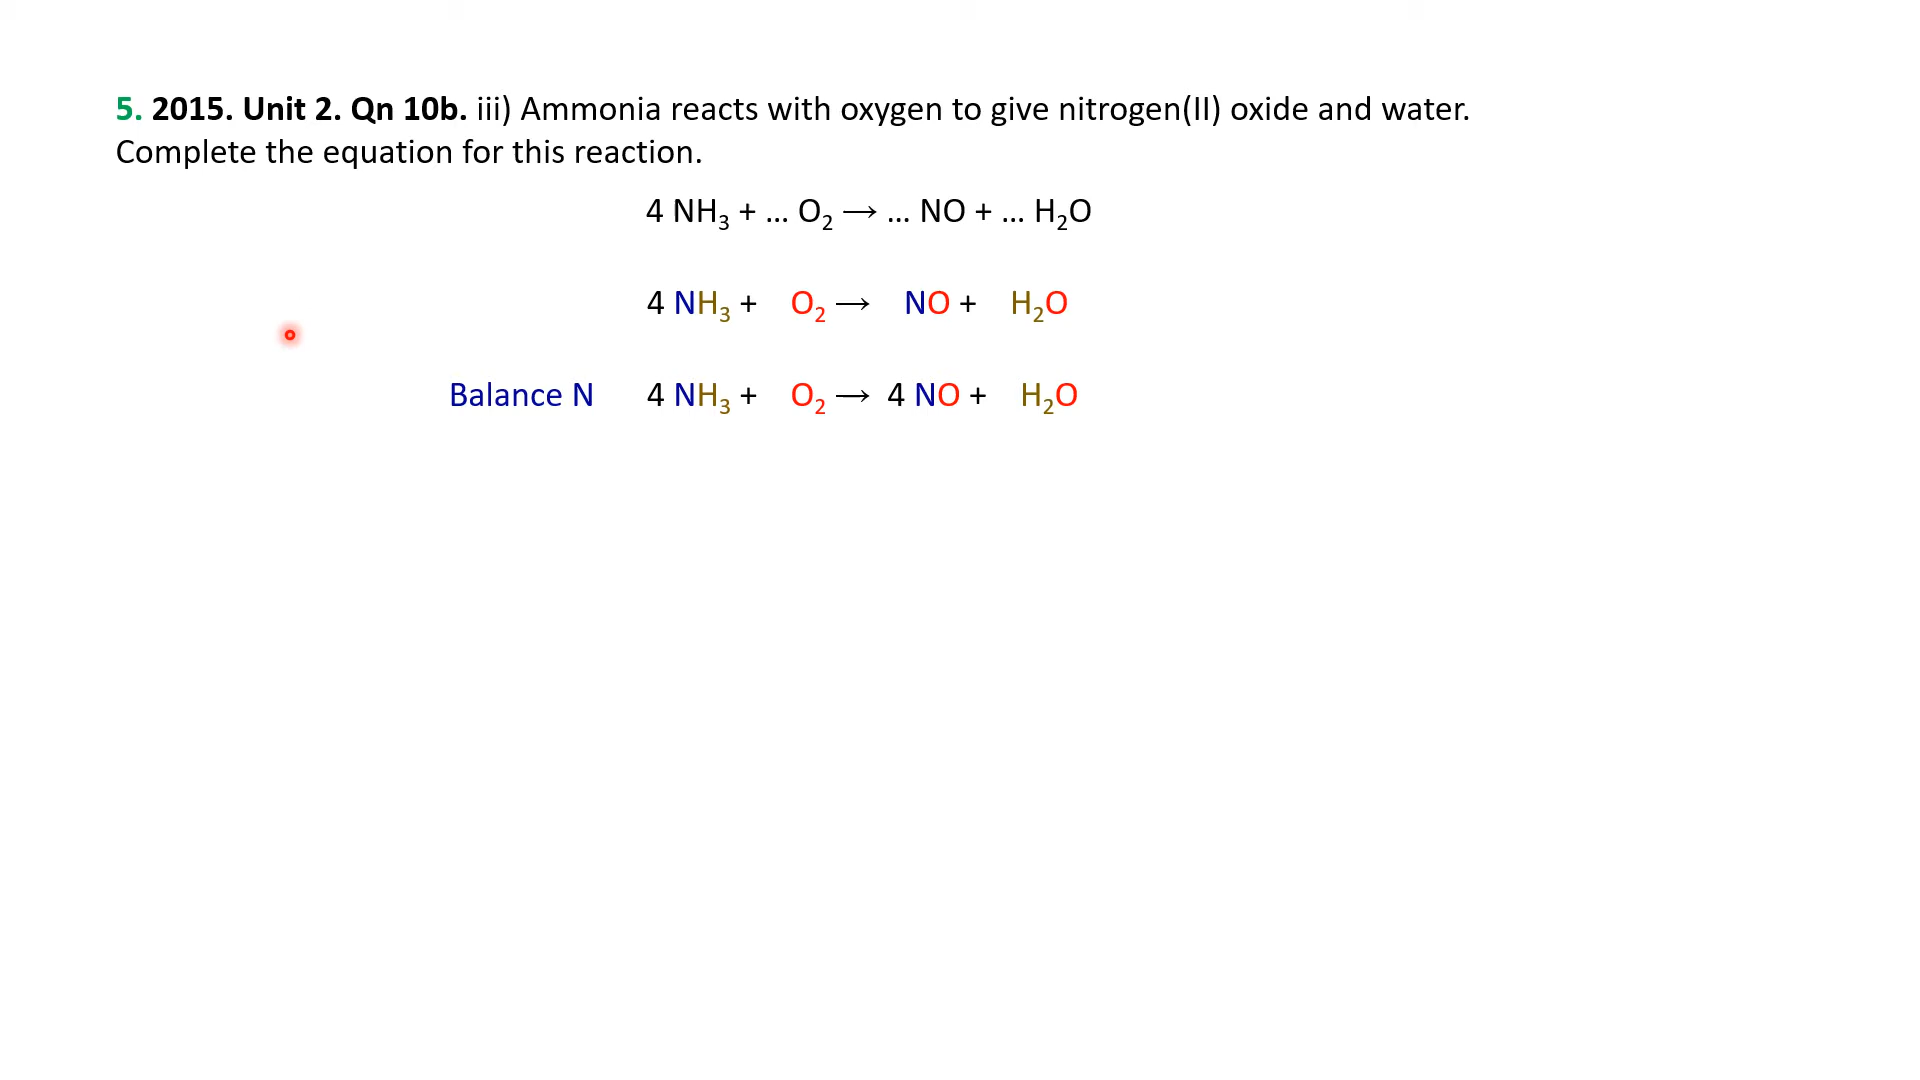 5. 2015. Unit 2. Qn 10b. iii) Ammonia reacts with oxygen to give nitrogen(II) oxide and water.
Complete the equation for this reaction.
4 NH₃ + ... O₂ → ... NO + ... H₂O
4 NH₃ + O₂ → NO + H₂O
Balance N 4 NH₃ + O₂ → 4 NO + H₂O